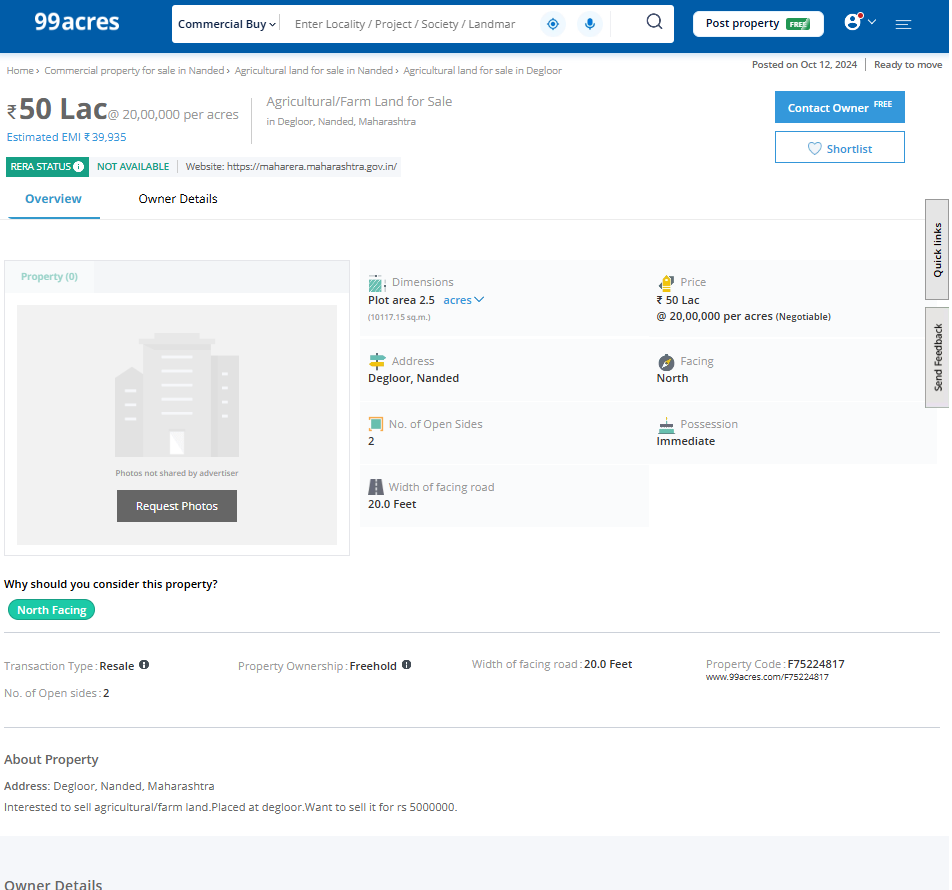 99acres
Commercial Buy
Enter Locality / Project / Society / Landmar
Post property FREE
Home › Commercial property for sale in Nanded › Agricultural land for sale in Nanded › Agricultural land for sale in Degloor
Posted on Oct 12, 2024 | Ready to move
₹ 50 Lac @ 20,00,000 per acres
Estimated EMI ₹ 39,935
Agricultural/Farm Land for Sale
in Degloor, Nanded, Maharashtra
Contact Owner FREE
Shortlist
RERA STATUS i NOT AVAILABLE | Website: https://maharera.maharashtra.gov.in/
Overview
Owner Details
Quick links
Send Feedback
Property (0)
Photos not shared by advertiser
Request Photos
Dimensions
Plot area 2.5 acres
(10117.15 sq.m.)
Price
₹ 50 Lac
@ 20,00,000 per acres (Negotiable)
Address
Degloor, Nanded
Facing
North
No. of Open Sides
2
Possession
Immediate
Width of facing road
20.0 Feet
Why should you consider this property?
North Facing
Transaction Type : Resale i
Property Ownership : Freehold i
Width of facing road : 20.0 Feet
Property Code : F75224817
www.99acres.com/F75224817
No. of Open sides : 2
About Property
Address: Degloor, Nanded, Maharashtra
Interested to sell agricultural/farm land.Placed at degloor.Want to sell it for rs 5000000.
Owner Details